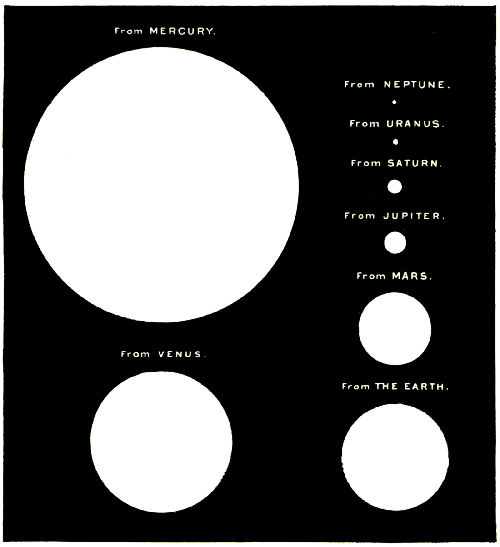 From MERCURY.
From NEPTUNE.
From URANUS.
From SATURN.
From JUPITER.
From MARS.
From VENUS.
From THE EARTH.